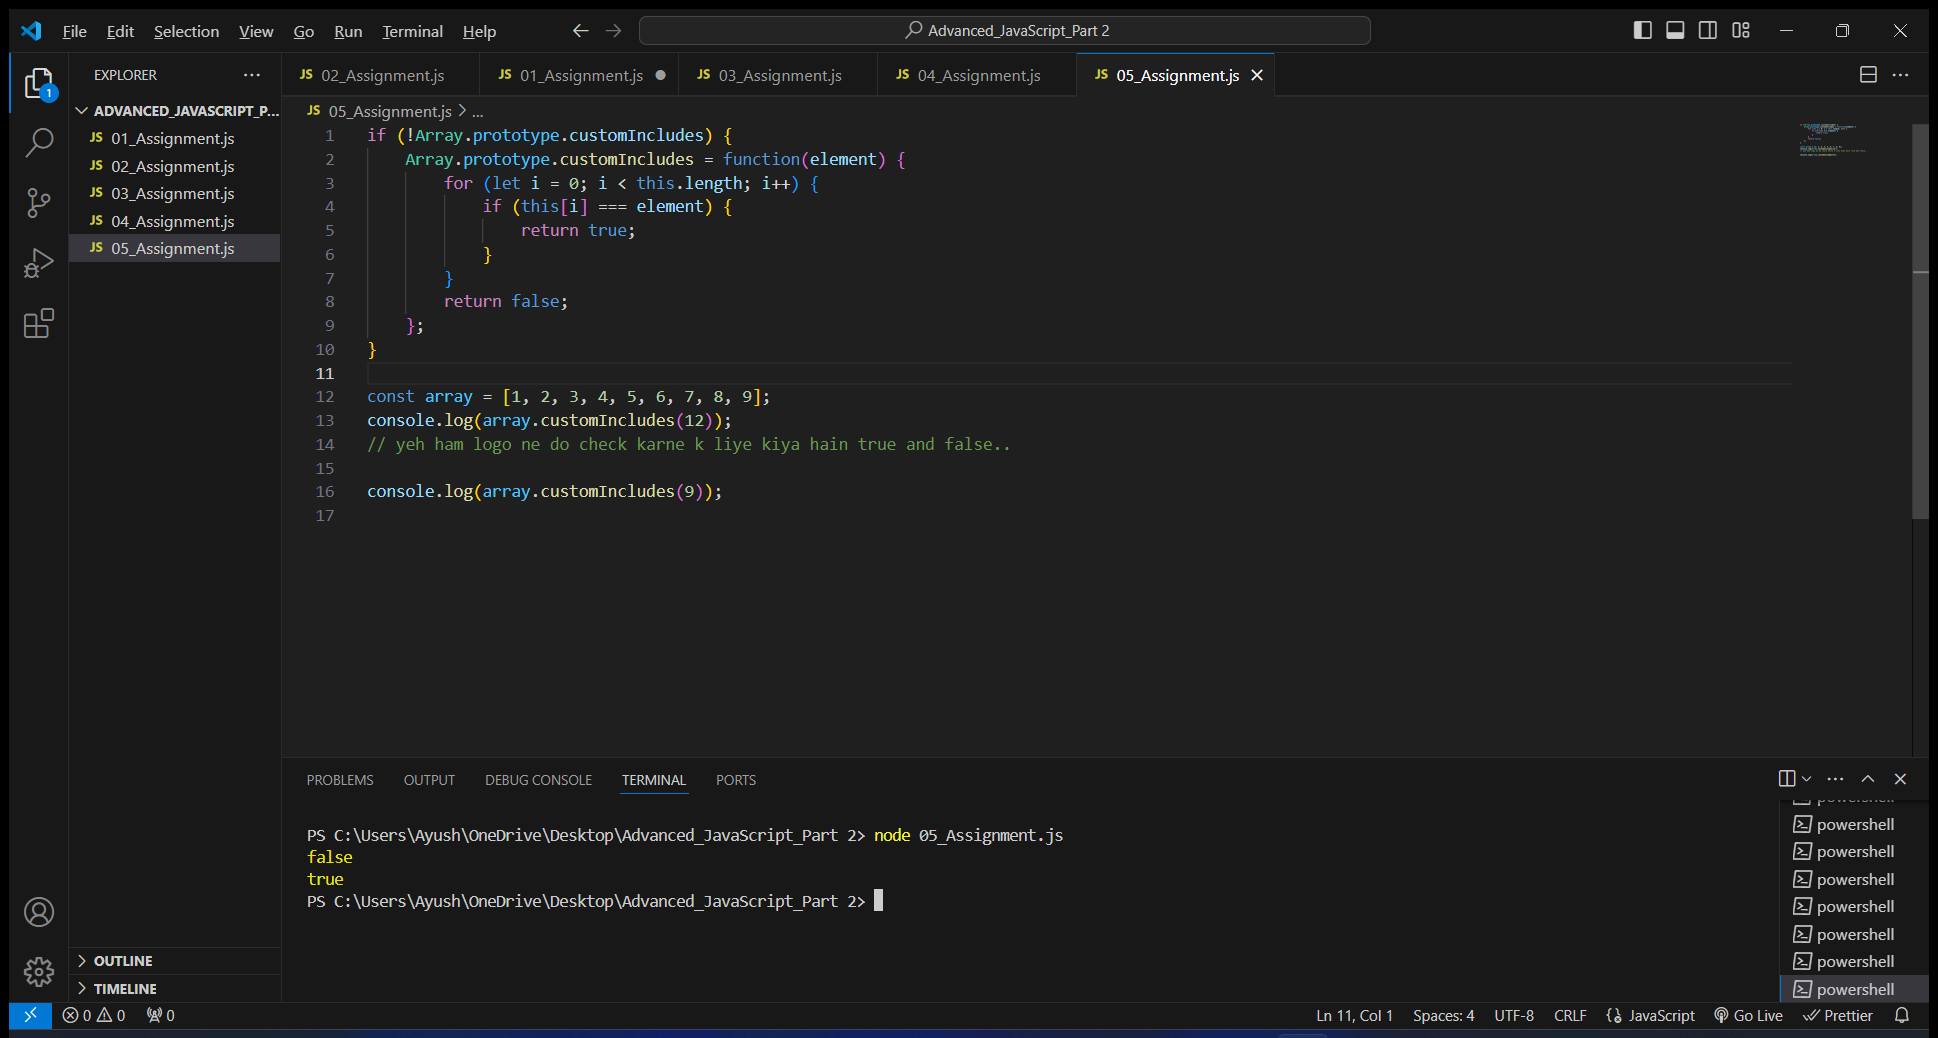 File Edit Selection View Go Run Terminal Help Advanced_JavaScript_Part 2
EXPLORER
ADVANCED_JAVASCRIPT_P...
JS 01_Assignment.js
JS 02_Assignment.js
JS 03_Assignment.js
JS 04_Assignment.js
JS 05_Assignment.js
OUTLINE
TIMELINE
JS 02_Assignment.js JS 01_Assignment.js JS 03_Assignment.js JS 04_Assignment.js JS 05_Assignment.js
JS 05_Assignment.js > ...
1 if (!Array.prototype.customIncludes) {
2 Array.prototype.customIncludes = function(element) {
3 for (let i = 0; i < this.length; i++) {
4 if (this[i] === element) {
5 return true;
6 }
7 }
8 return false;
9 };
10 }
11
12 const array = [1, 2, 3, 4, 5, 6, 7, 8, 9];
13 console.log(array.customIncludes(12));
14 // yeh ham logo ne do check karne k liye kiya hain true and false..
15
16 console.log(array.customIncludes(9));
17
PROBLEMS OUTPUT DEBUG CONSOLE TERMINAL PORTS
PS C:\Users\Ayush\OneDrive\Desktop\Advanced_JavaScript_Part 2> node 05_Assignment.js
false
true
PS C:\Users\Ayush\OneDrive\Desktop\Advanced_JavaScript_Part 2>
powershell
powershell
powershell
powershell
powershell
powershell
powershell
powershell
1
0 0 0 Ln 11, Col 1 Spaces: 4 UTF-8 CRLF JavaScript Go Live Prettier